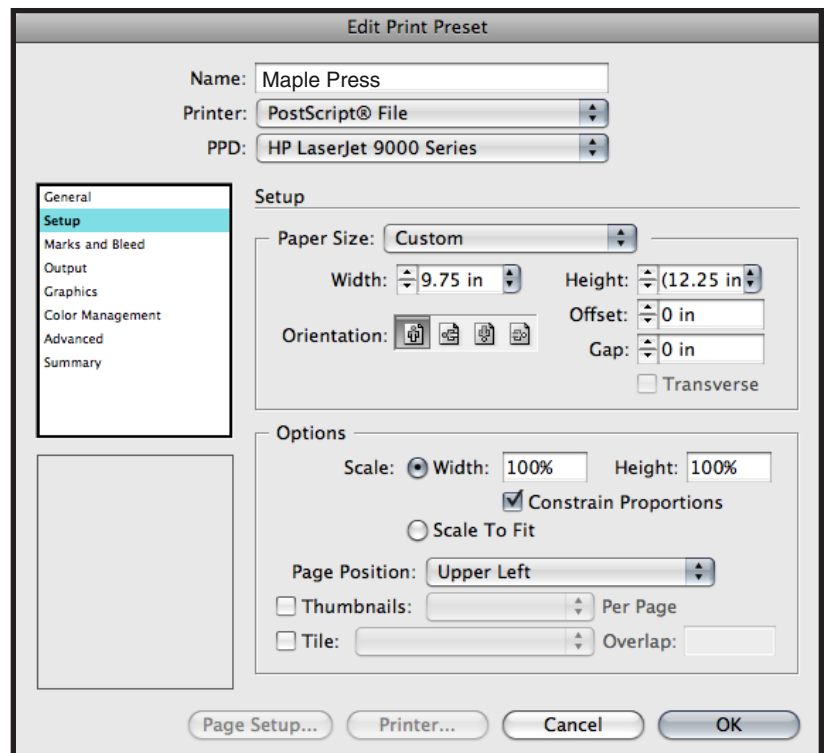 Edit Print Preset
Name: Maple Press
Printer: PostScript® File
PPD: HP LaserJet 9000 Series
General
Setup
Marks and Bleed
Output
Graphics
Color Management
Advanced
Summary
Setup
Paper Size: Custom
Width: 9.75 in Height: (12.25 in
Orientation: Offset: 0 in
Gap: 0 in
Transverse
Options
Scale: Width: 100% Height: 100%
Constrain Proportions
Scale To Fit
Page Position: Upper Left
Thumbnails: Per Page
Tile: Overlap:
Page Setup... Printer... Cancel OK